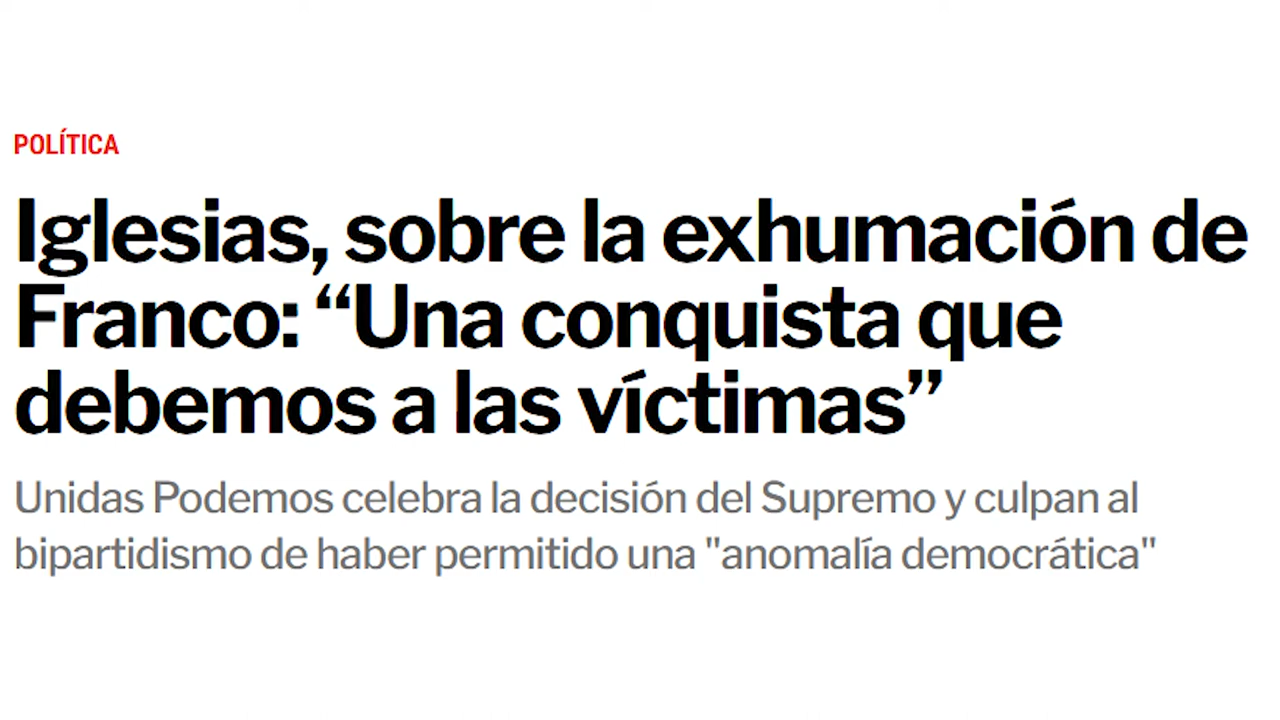 POLÍTICA
Iglesias, sobre la exhumación de
Franco: “Una conquista que
debemos a las víctimas”
Unidas Podemos celebra la decisión del Supremo y culpan al
bipartidismo de haber permitido una "anomalía democrática"